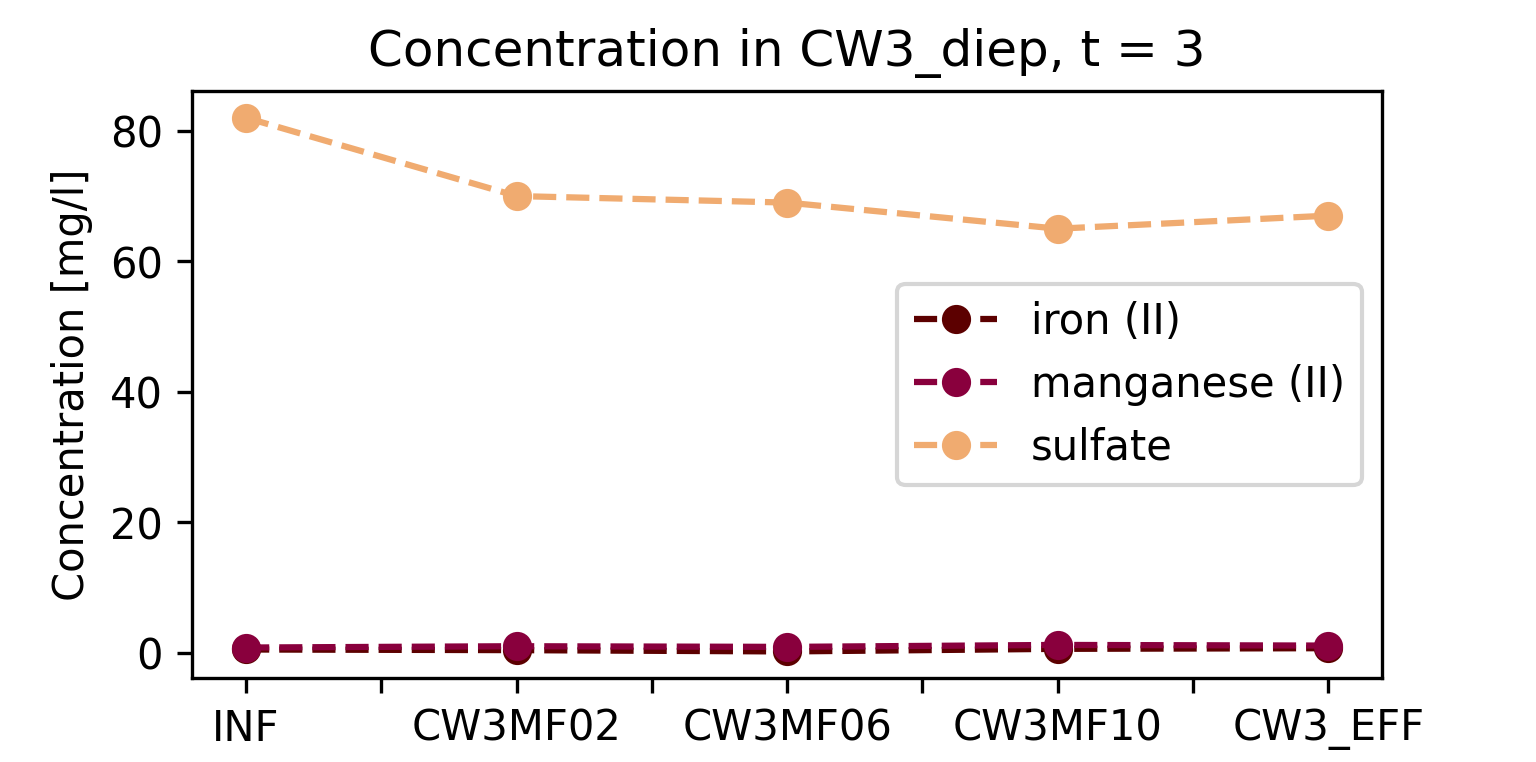 Concentration in CW3_diep, t = 3
Concentration [mg/l]
80
60
40
20
0
iron (II)
manganese (II)
sulfate
INF CW3MF02 CW3MF06 CW3MF10 CW3_EFF